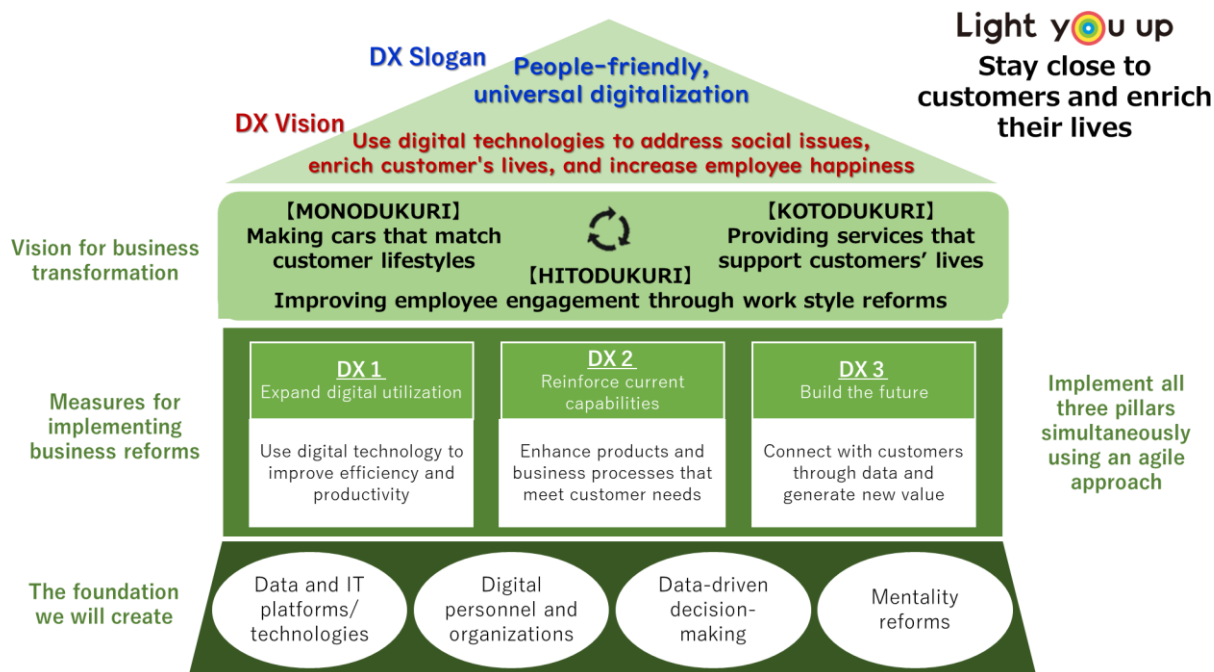 Light you up
Stay close to
customers and enrich
their lives
DX Slogan
People-friendly,
universal digitalization
DX Vision
Use digital technologies to address social issues,
enrich customer's lives, and increase employee happiness
Vision for business
transformation
【MONODUKURI】
Making cars that match
customer lifestyles
【KOTODUKURI】
Providing services that
support customers’ lives
【HITODUKURI】
Improving employee engagement through work style reforms
Measures for
implementing
business reforms
DX 1
Expand digital utilization
Use digital technology to
improve efficiency and
productivity
DX 2
Reinforce current
capabilities
Enhance products and
business processes that
meet customer needs
DX 3
Build the future
Connect with customers
through data and
generate new value
Implement all
three pillars
simultaneously
using an agile
approach
The foundation
we will create
Data and IT
platforms/
technologies
Digital
personnel and
organizations
Data-driven
decision-
making
Mentality
reforms